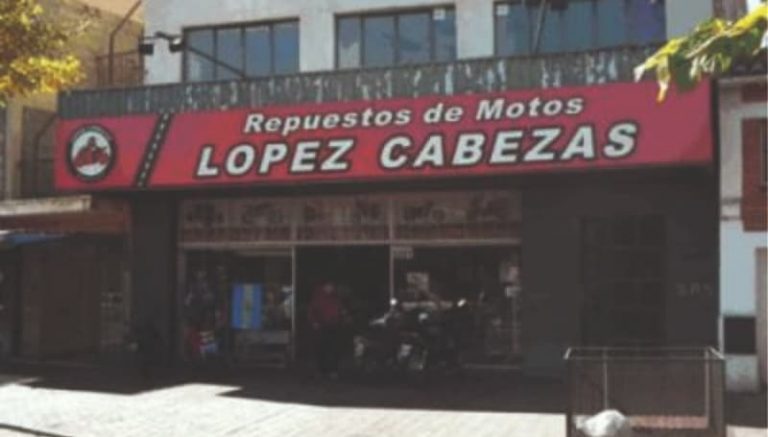 Repuestos de Motos
LOPEZ CABEZAS